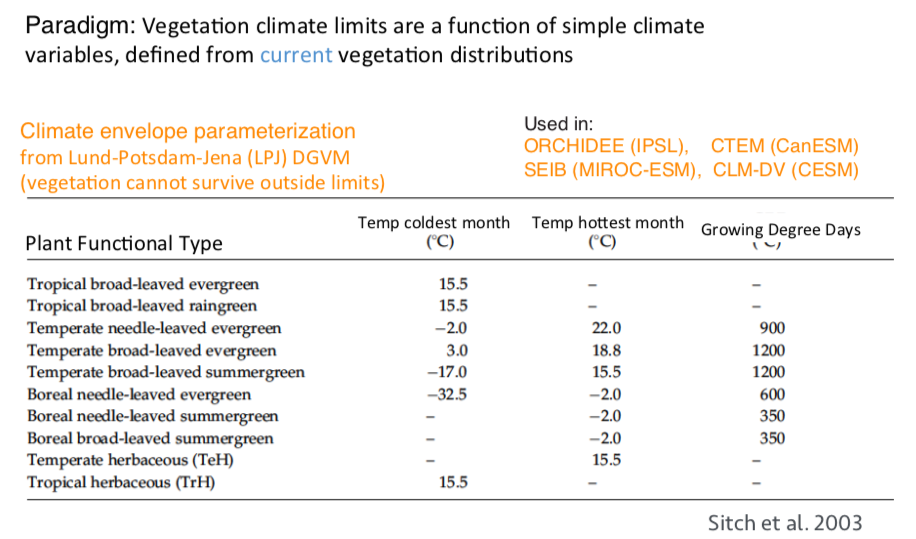 Paradigm: Vegetation climate limits are a function of simple climate
variables, defined from current vegetation distributions
Climate envelope parameterization
from Lund-Potsdam-Jena (LPJ) DGVM
(vegetation cannot survive outside limits)
Used in:
ORCHIDEE (IPSL), CTEM (CanESM)
SEIB (MIROC-ESM), CLM-DV (CESM)
Plant Functional Type
Temp coldest month
(°C)
Temp hottest month
(°C)
Growing Degree Days
Tropical broad-leaved evergreen 15.5 – –
Tropical broad-leaved raingreen 15.5 – –
Temperate needle-leaved evergreen −2.0 22.0 900
Temperate broad-leaved evergreen 3.0 18.8 1200
Temperate broad-leaved summergreen −17.0 15.5 1200
Boreal needle-leaved evergreen −32.5 −2.0 600
Boreal needle-leaved summergreen – −2.0 350
Boreal broad-leaved summergreen – −2.0 350
Temperate herbaceous (TeH) – 15.5 –
Tropical herbaceous (TrH) 15.5 – –
Sitch et al. 2003